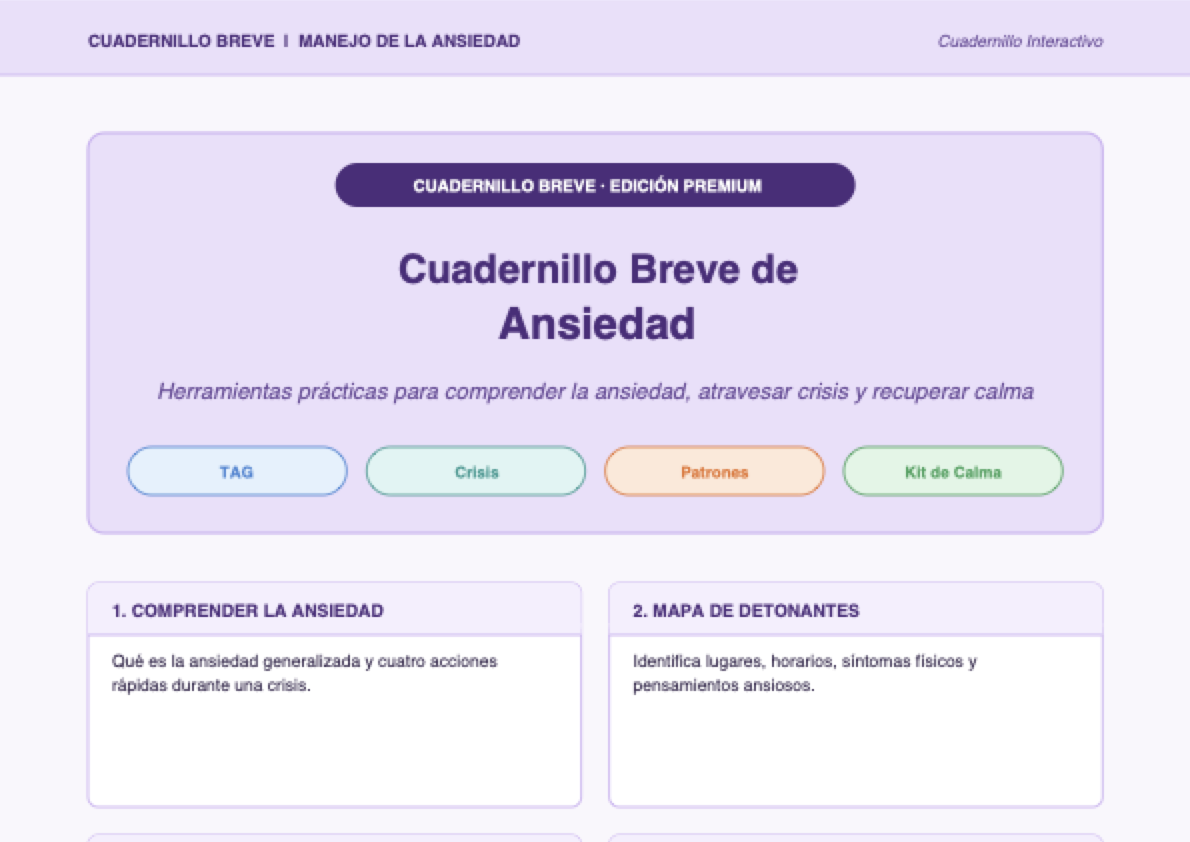 CUADERNILLO BREVE | MANEJO DE LA ANSIEDAD
Cuadernillo Interactivo
CUADERNILLO BREVE · EDICIÓN PREMIUM
Cuadernillo Breve de
Ansiedad
Herramientas prácticas para comprender la ansiedad, atravesar crisis y recuperar calma
TAG
Crisis
Patrones
Kit de Calma
1. COMPRENDER LA ANSIEDAD
Qué es la ansiedad generalizada y cuatro acciones
rápidas durante una crisis.
2. MAPA DE DETONANTES
Identifica lugares, horarios, síntomas físicos y
pensamientos ansiosos.